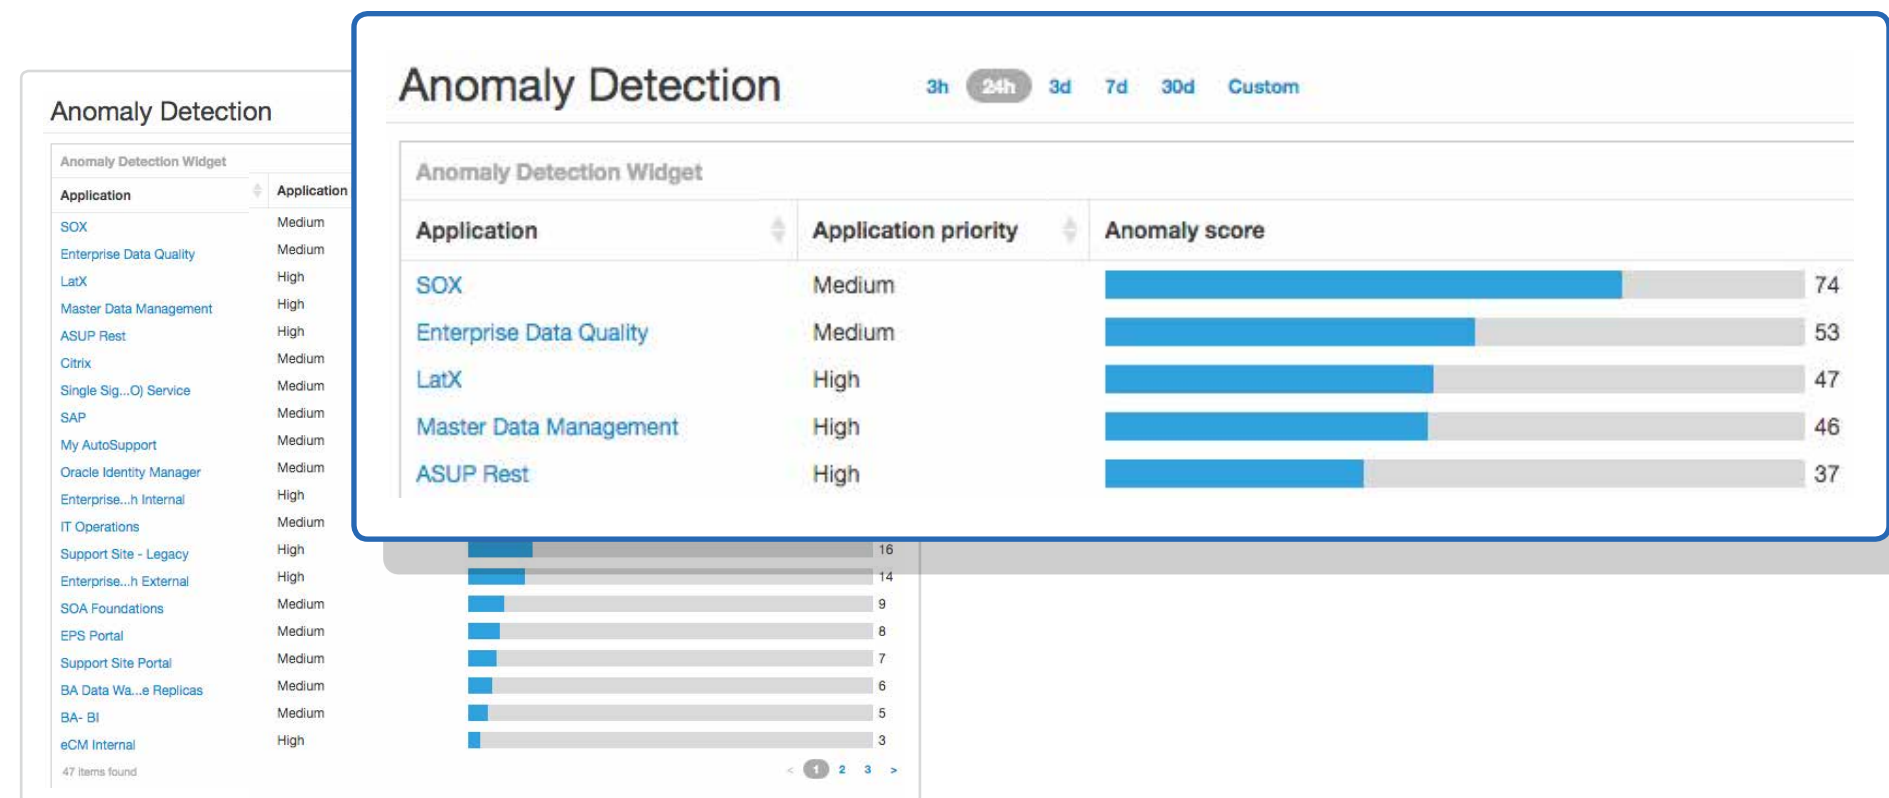 Anomaly Detection
Anomaly Detection Widget
Application Application
SOX Medium
Enterprise Data Quality Medium
LatX High
Master Data Management High
ASUP Rest High
Citrix Medium
Single Sig...O) Service Medium
SAP Medium
My AutoSupport Medium
Oracle Identity Manager Medium
Enterprise...h Internal High
IT Operations Medium
Support Site - Legacy High 16
Enterprise...h External High 14
SOA Foundations Medium 9
EPS Portal Medium 8
Support Site Portal Medium 7
BA Data Wa...e Replicas Medium 6
BA- BI Medium 5
eCM Internal High 3
47 items found < 1 2 3 >
Anomaly Detection 3h 24h 3d 7d 30d Custom
Anomaly Detection Widget
Application Application priority Anomaly score
SOX Medium 74
Enterprise Data Quality Medium 53
LatX High 47
Master Data Management High 46
ASUP Rest High 37